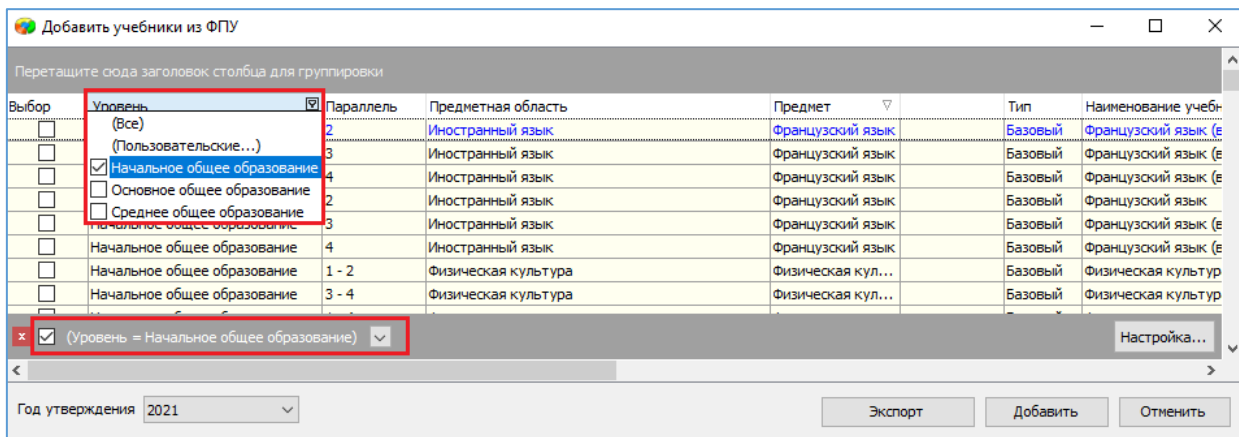 Добавить учебники из ФПУ
Перетащите сюда заголовок столбца для группировки
Выбор Уровень Параллель Предметная область Предмет Тип Наименование учебн
(Все)
(Пользовательские...)
Начальное общее образование
Основное общее образование
Среднее общее образование
2 Иностранный язык Французский язык Базовый Французский язык (в
3 Иностранный язык Французский язык Базовый Французский язык (в
4 Иностранный язык Французский язык Базовый Французский язык (в
2 Иностранный язык Французский язык Базовый Французский язык
Начальное общее образование 3 Иностранный язык Французский язык Базовый Французский язык (в
Начальное общее образование 4 Иностранный язык Французский язык Базовый Французский язык (в
Начальное общее образование 1 - 2 Физическая культура Физическая кул... Базовый Физическая культур
Начальное общее образование 3 - 4 Физическая культура Физическая кул... Базовый Физическая культур
x (Уровень = Начальное общее образование) Настройка...
Год утверждения 2021 Экспорт Добавить Отменить